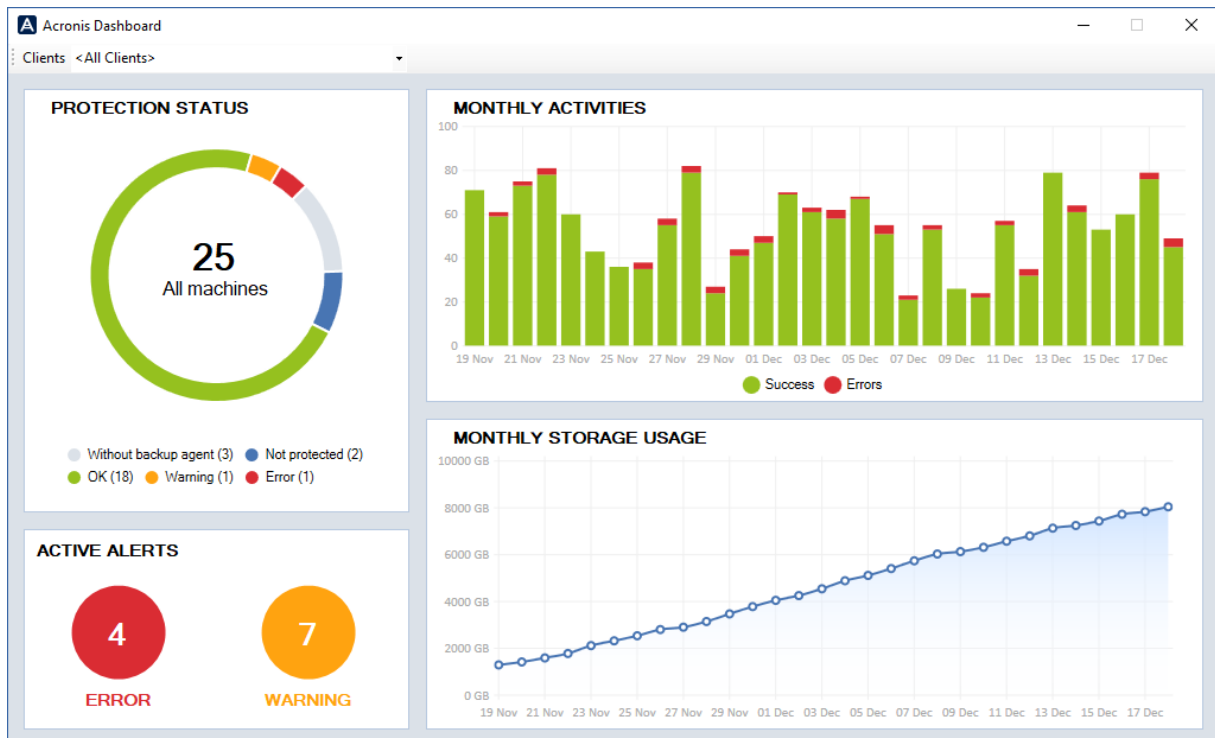 Acronis Dashboard
Clients <All Clients>
PROTECTION STATUS
25
All machines
Without backup agent (3) Not protected (2)
OK (18) Warning (1) Error (1)
ACTIVE ALERTS
4 7
ERROR WARNING
MONTHLY ACTIVITIES
100
80
60
40
20
0
19 Nov 21 Nov 23 Nov 25 Nov 27 Nov 29 Nov 01 Dec 03 Dec 05 Dec 07 Dec 09 Dec 11 Dec 13 Dec 15 Dec 17 Dec
Success Errors
MONTHLY STORAGE USAGE
10000 GB
8000 GB
6000 GB
4000 GB
2000 GB
0 GB
19 Nov 21 Nov 23 Nov 25 Nov 27 Nov 29 Nov 01 Dec 03 Dec 05 Dec 07 Dec 09 Dec 11 Dec 13 Dec 15 Dec 17 Dec